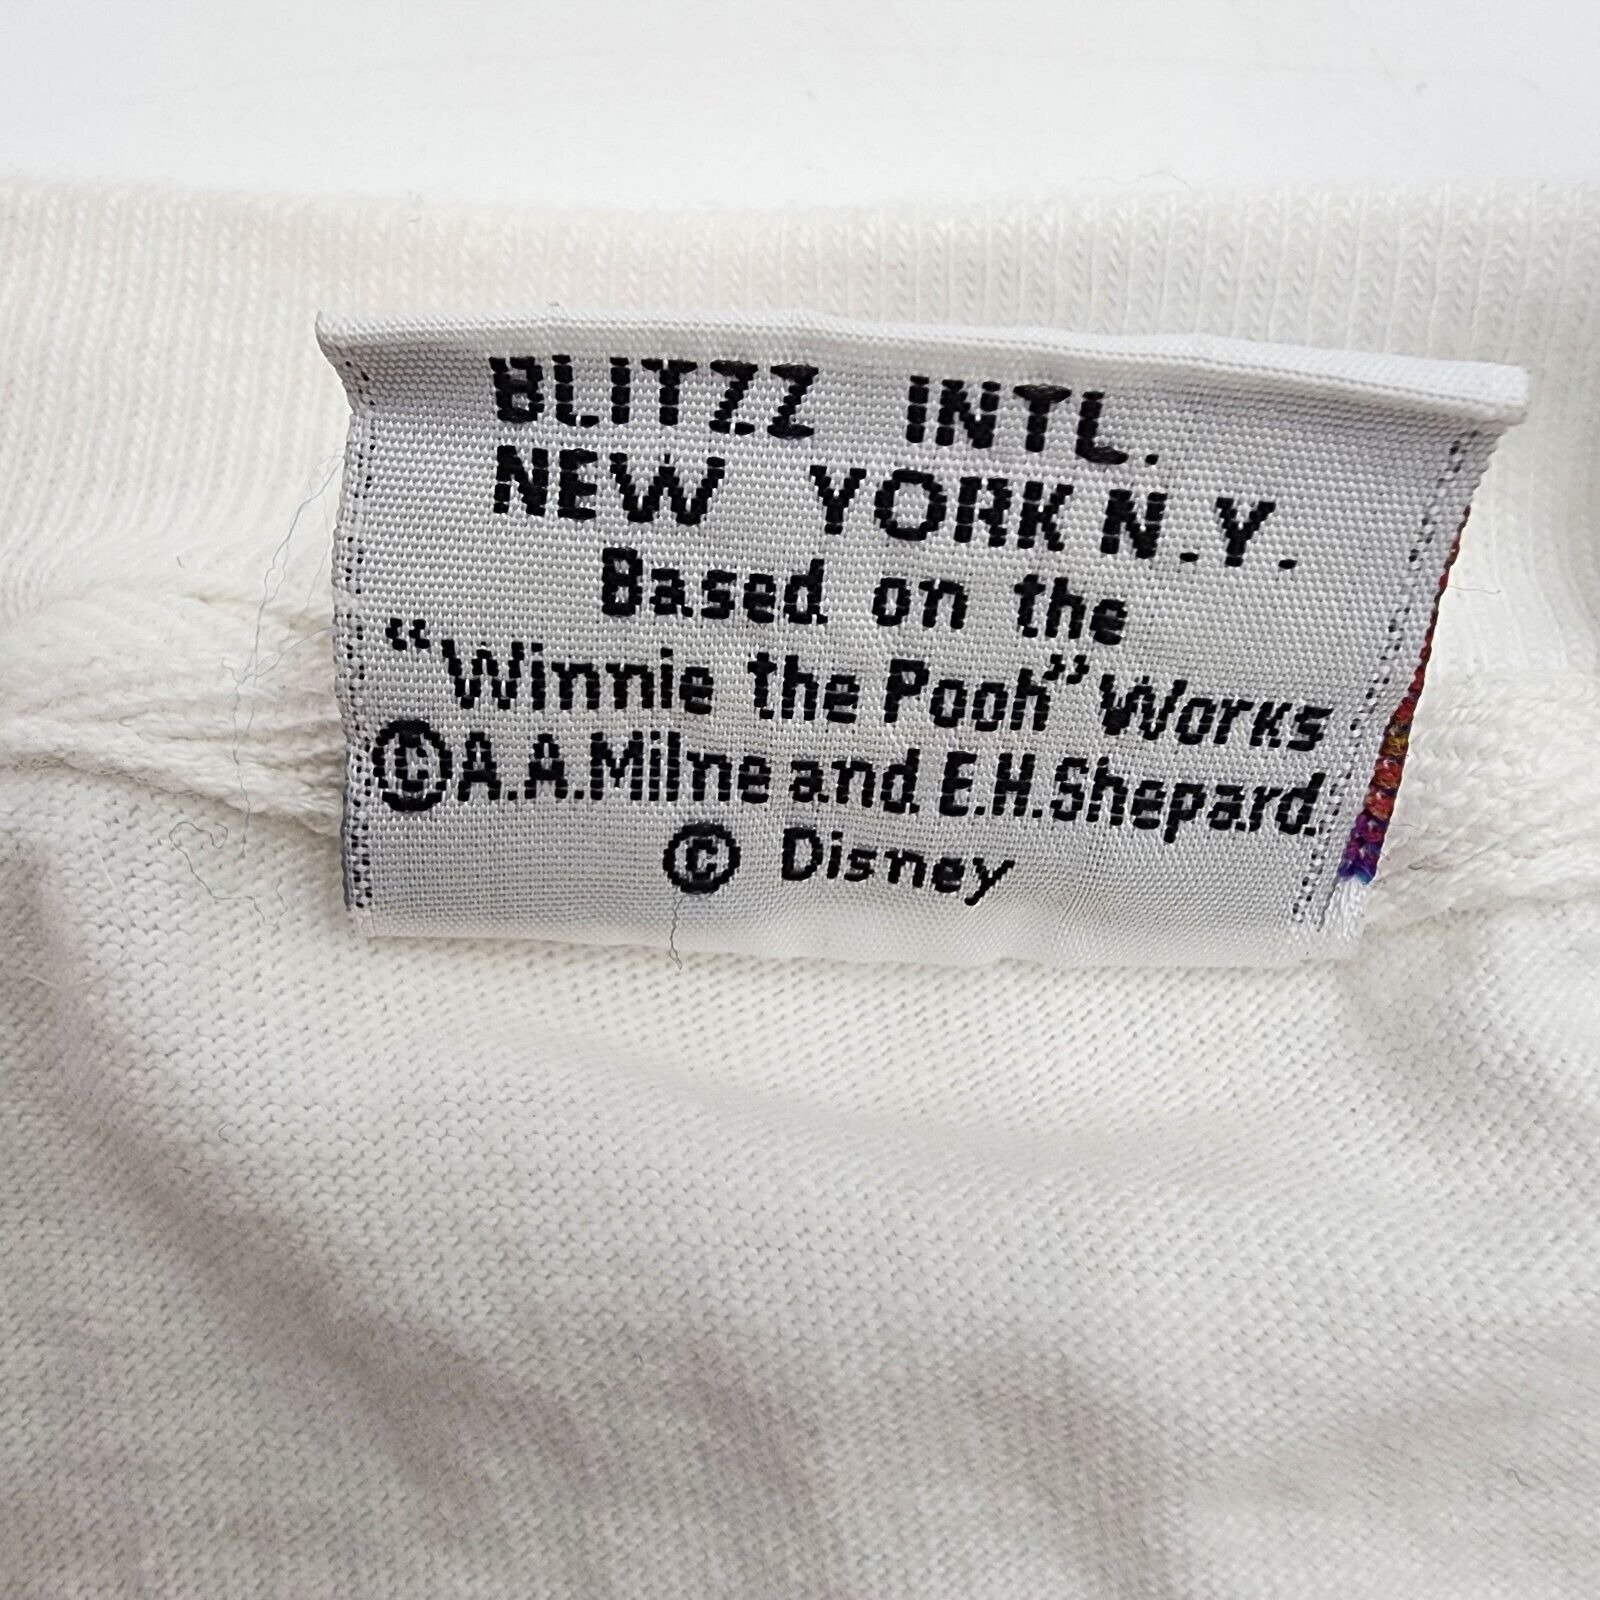 BLITZZ INTL.
NEW YORK N.Y.
Based on the
“Winnie the Pooh” Works
©A.A.Milne and E.H.Shepard.
© Disney